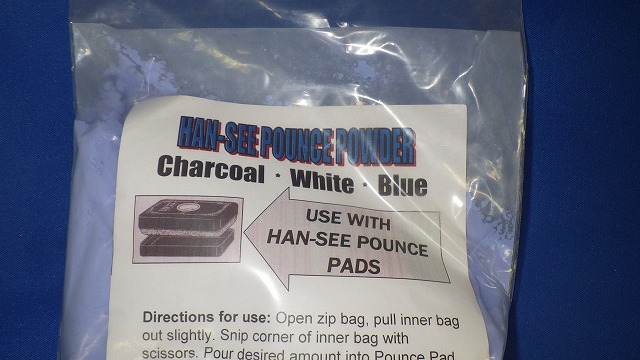 HAN-SEE POUNCE POWDER
Charcoal · White · Blue
USE WITH
HAN-SEE POUNCE
PADS
Directions for use: Open zip bag, pull inner bag
out slightly. Snip corner of inner bag with
scissors. Pour desired amount into Pounce Pad